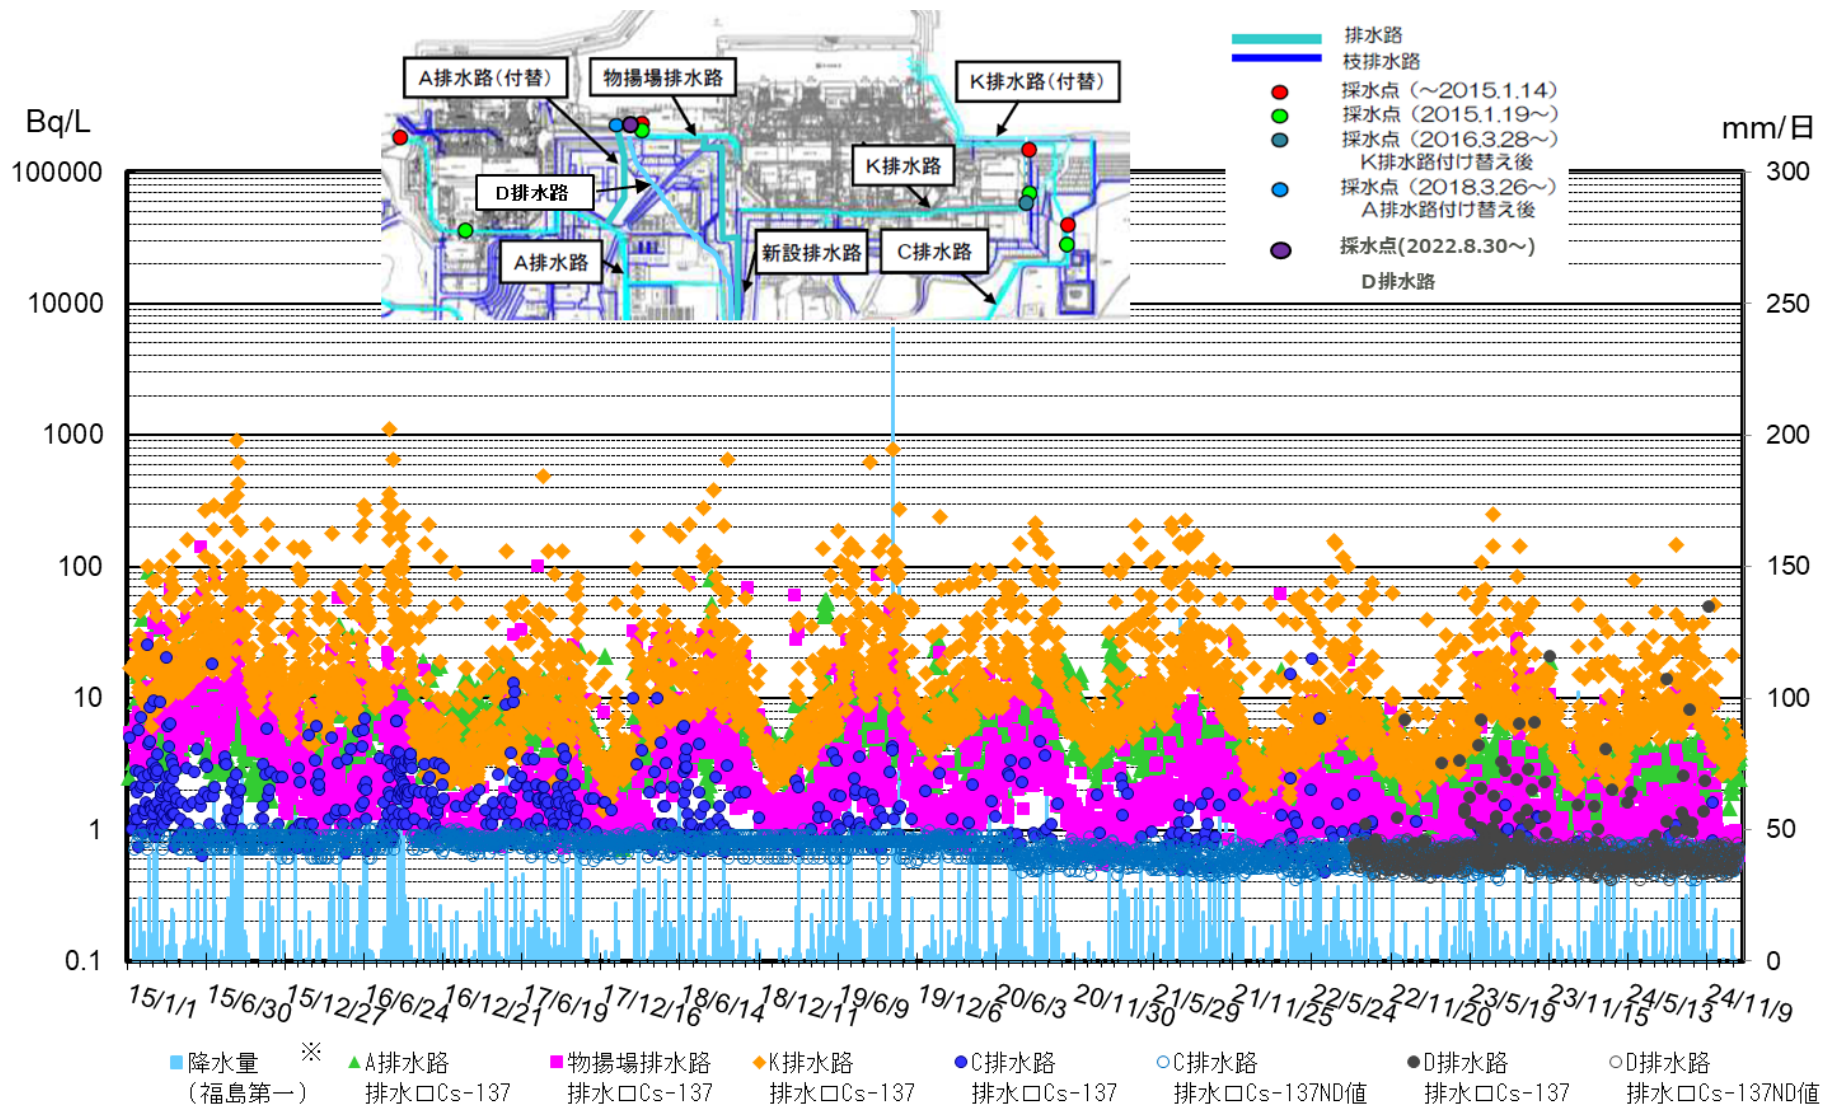 A排水路(付替)
物揚場排水路
K排水路(付替)
K排水路
D排水路
A排水路
新設排水路
C排水路
排水路
枝排水路
採水点（～2015.1.14）
採水点（2015.1.19～）
採水点（2016.3.28～）
K排水路付け替え後
採水点（2018.3.26～）
A排水路付け替え後
採水点(2022.8.30～)
D排水路
Bq/L
mm/日
100000
10000
1000
100
10
1
0.1
300
250
200
150
100
50
0
15/1/1
15/6/30
15/12/27
16/6/24
16/12/21
17/6/19
17/12/16
18/6/14
18/12/11
19/6/9
19/12/6
20/6/3
20/11/30
21/5/29
21/11/25
22/5/24
22/11/20
23/5/19
23/11/15
24/5/13
24/11/9
降水量
(福島第一)
※
A排水路
排水口Cs-137
物揚場排水路
排水口Cs-137
K排水路
排水口Cs-137
C排水路
排水口Cs-137
C排水路
排水口Cs-137ND値
D排水路
排水口Cs-137
D排水路
排水口Cs-137ND値